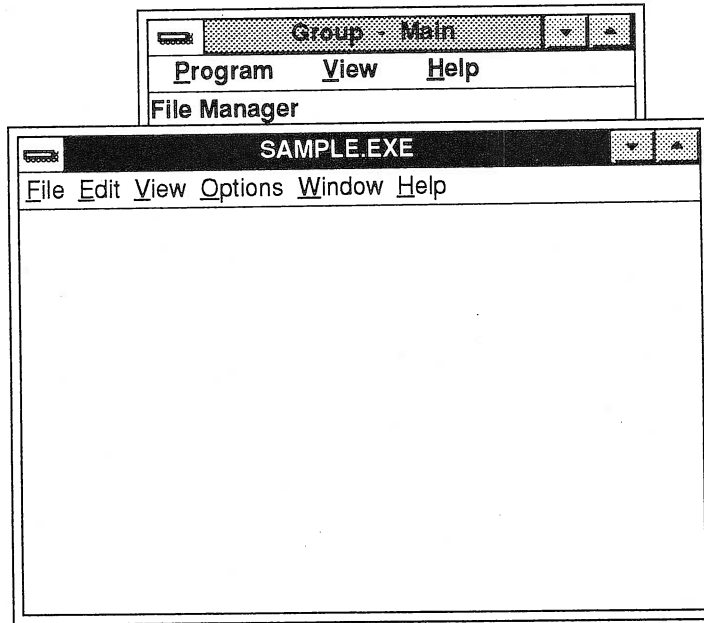 Group - Main
Program View Help
File Manager
SAMPLE.EXE
File Edit View Options Window Help